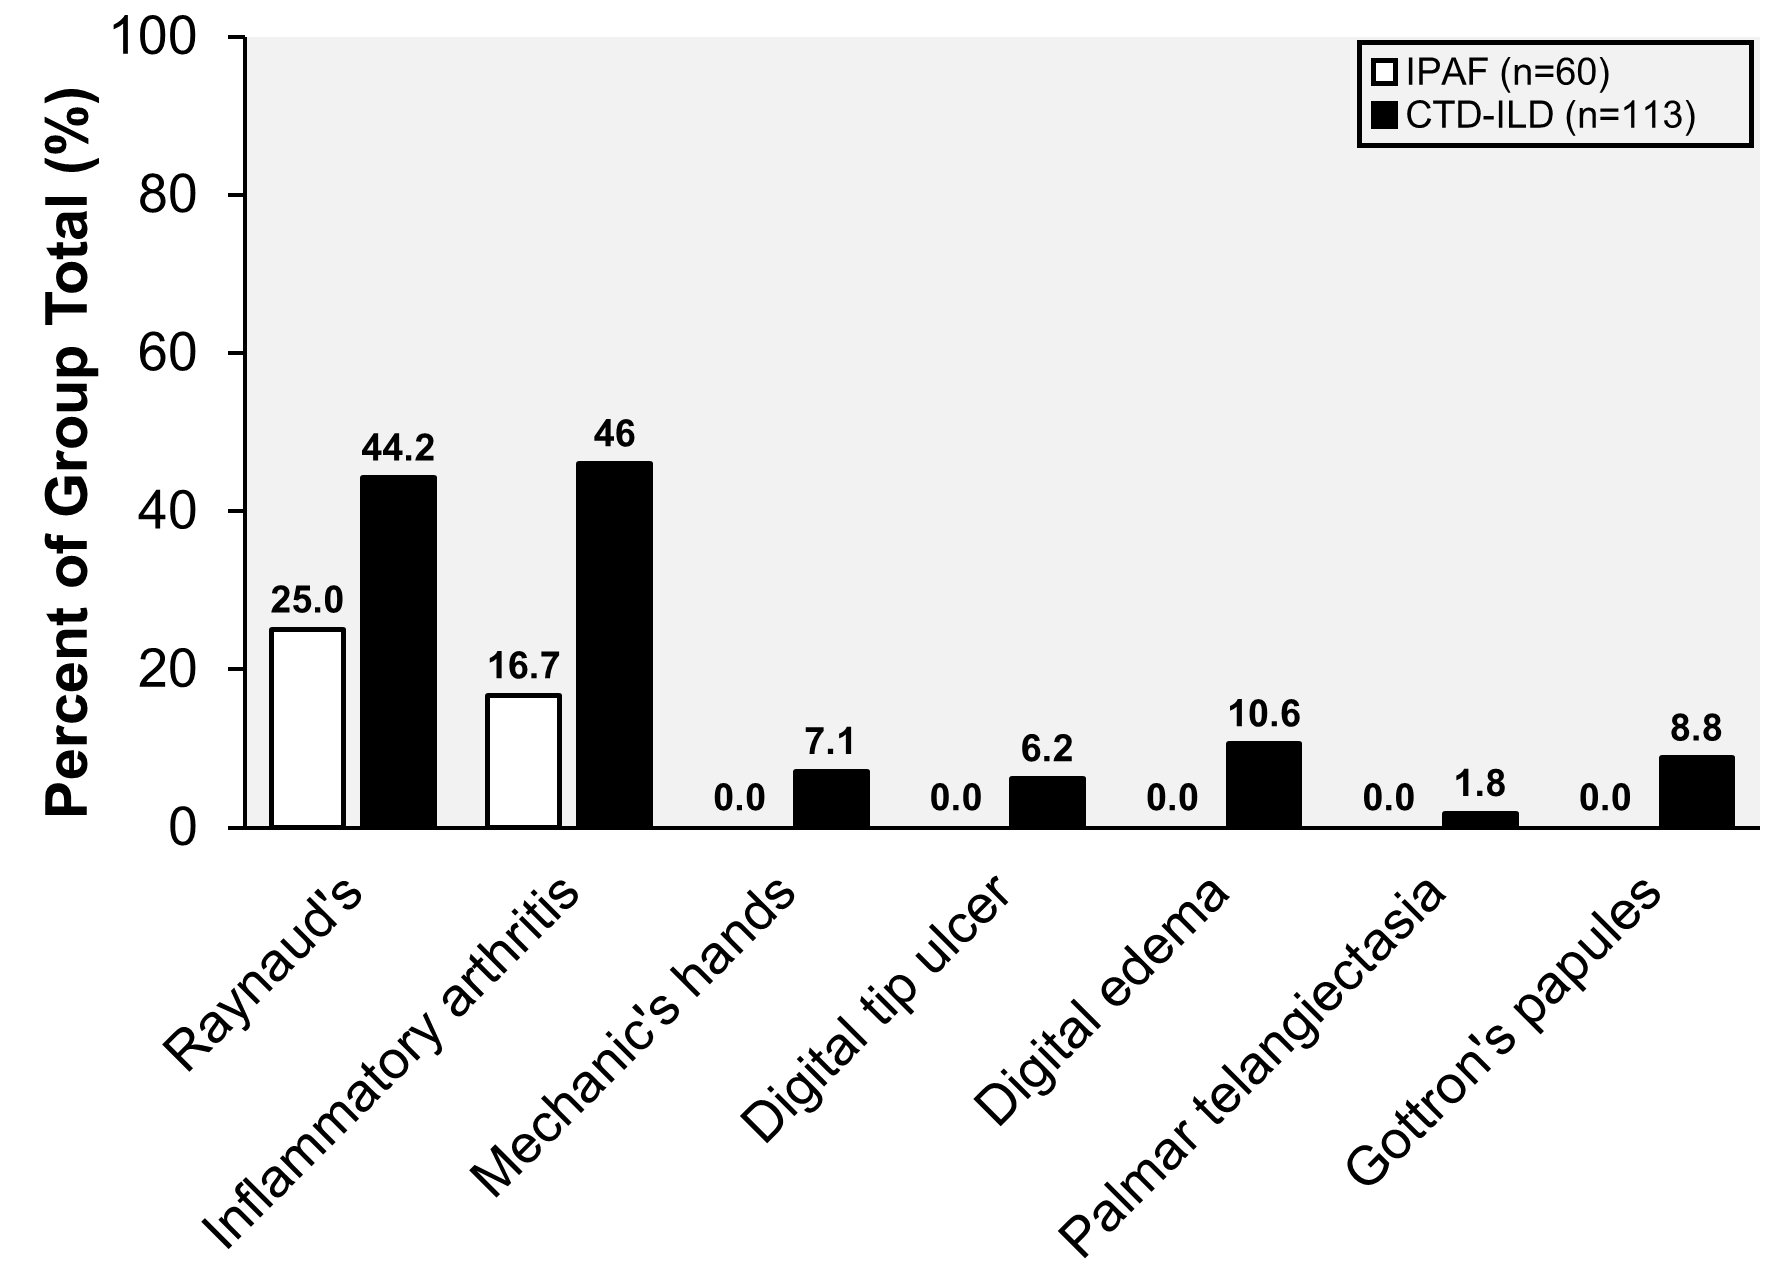 Percent of Group Total (%)
100
80
60
40
20
0
IPAF (n=60)
CTD-ILD (n=113)
25.0
44.2
16.7
46
0.0
7.1
0.0
6.2
0.0
10.6
0.0
1.8
0.0
8.8
Raynaud's
Inflammatory arthritis
Mechanic's hands
Digital tip ulcer
Digital edema
Palmar telangiectasia
Gottron's papules